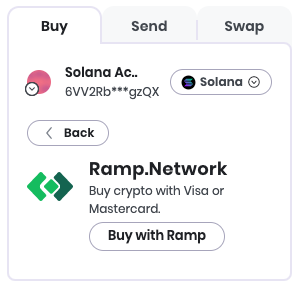 Buy Send Swap
Solana Ac..
6VV2Rb***gzQX
Solana
Back
Ramp.Network
Buy crypto with Visa or
Mastercard.
Buy with Ramp